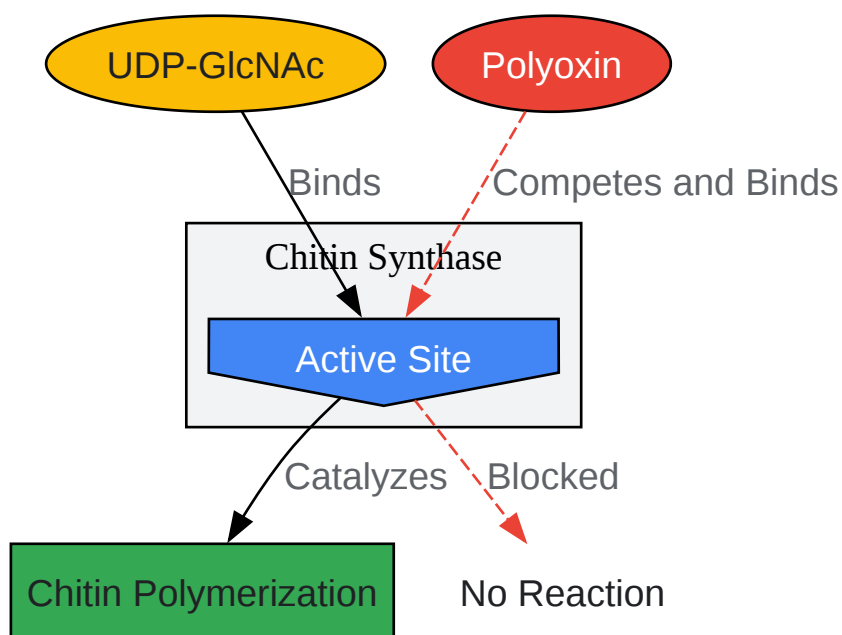 UDP-GlcNAc
Polyoxin
Binds
Competes and Binds
Chitin Synthase
Active Site
Catalyzes
Blocked
Chitin Polymerization
No Reaction